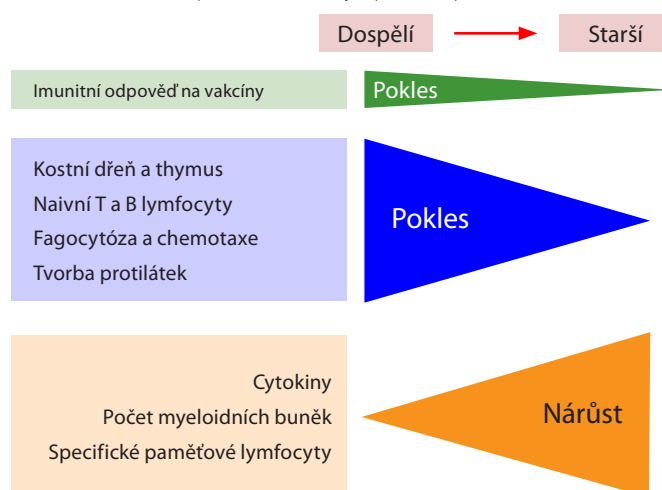 Dospělí
Starší
Imunitní odpověď na vakcíny
Pokles
Kostní dřeň a thymus
Naivní T a B lymfocyty
Fagocytóza a chemotaxe
Tvorba protilátek
Pokles
Cytokiny
Počet myeloidních buněk
Specifické paměťové lymfocyty
Nárůst